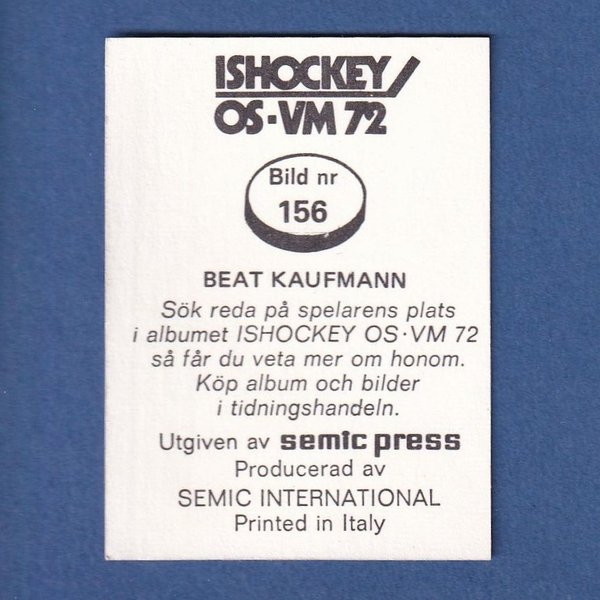 ISHOCKEY/
OS·VM 72
Bild nr
156
BEAT KAUFMANN
Sök reda på spelarens plats
i albumet ISHOCKEY OS·VM 72
så får du veta mer om honom.
Köp album och bilder
i tidningshandeln.
Utgiven av semic press
Producerad av
SEMIC INTERNATIONAL
Printed in Italy